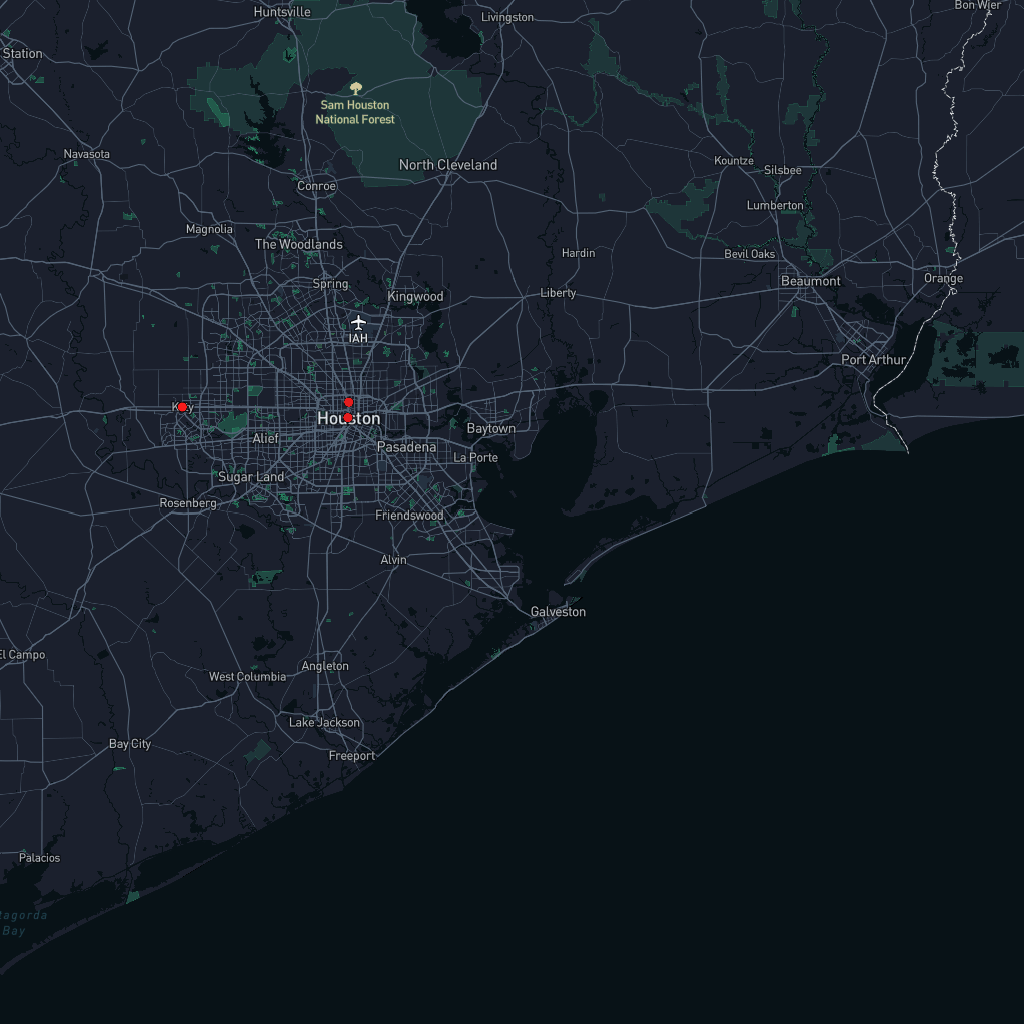 Huntsville
Livingston
Bon Wier
Station
Sam Houston
National Forest
Navasota
North Cleveland
Kountze
Silsbee
Conroe
Lumberton
Magnolia
The Woodlands
Hardin
Bevil Oaks
Spring
Beaumont
Orange
Kingwood
Liberty
IAH
Port Arthur
Houston
Baytown
Alief
Pasadena
La Porte
Sugar Land
Rosenberg
Friendswood
Alvin
Galveston
El Campo
Angleton
West Columbia
Lake Jackson
Bay City
Freeport
Palacios
Bay